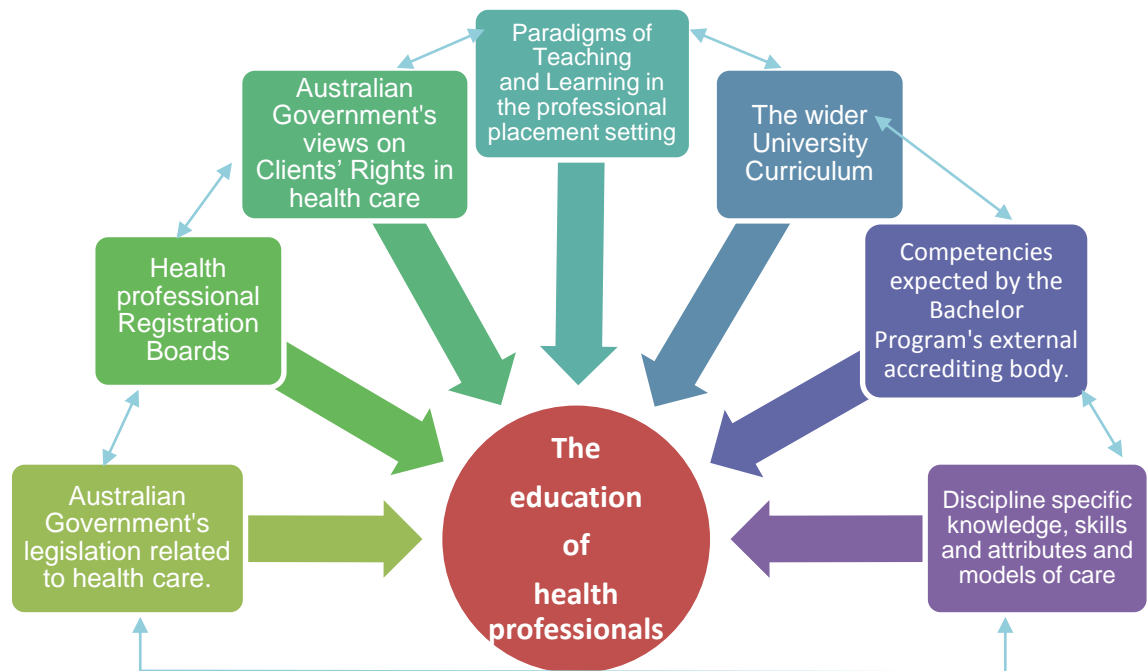 Paradigms of
Teaching
and Learning in
the professional
placement setting
Australian
Government's
views on
Clients’ Rights in
health care
The wider
University
Curriculum
Health
professional
Registration
Boards
Competencies
expected by the
Bachelor
Program's external
accrediting body.
Australian
Government's
legislation related
to health care.
The
education
of
health
professionals
Discipline specific
knowledge, skills
and attributes and
models of care